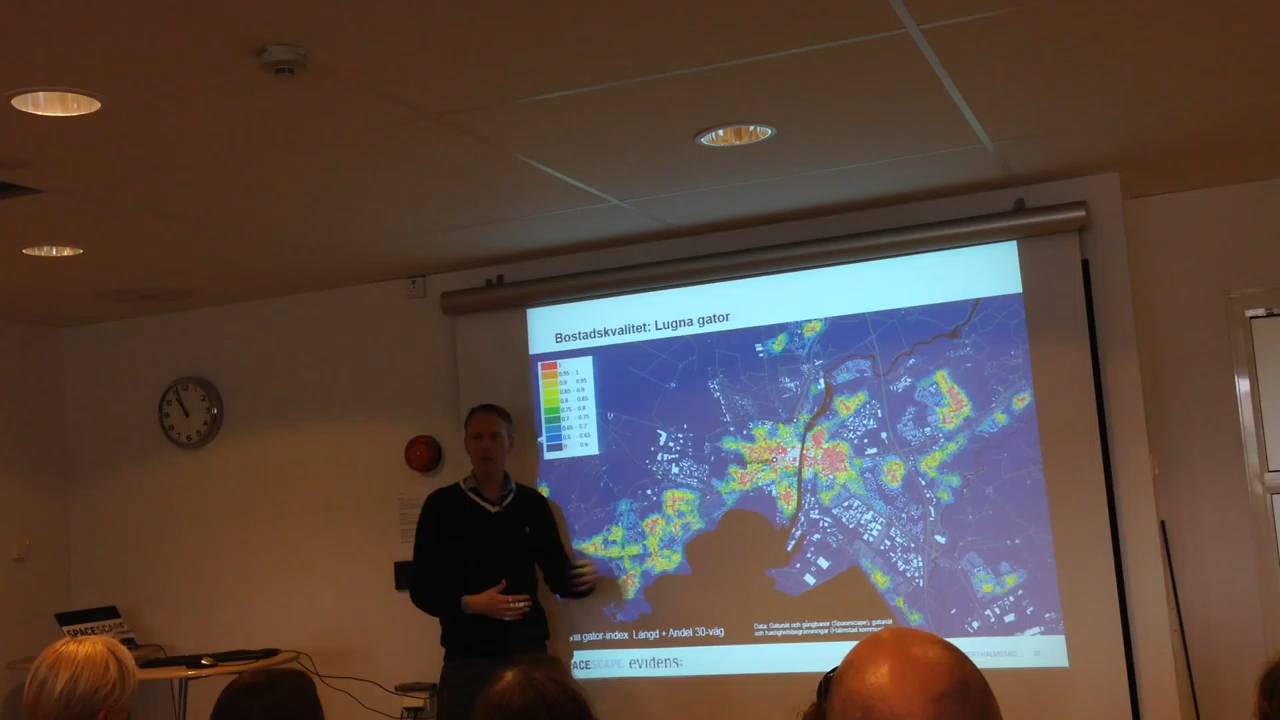 Bostadskvalitet: Lugna gator
1
0.95 - 1
0.9 - 0.95
0.85 - 0.9
0.8 - 0.85
0.75 - 0.8
0.7 - 0.75
0.65 - 0.7
0.6 - 0.65
0 - 0.6
na gator-index Längd + Andel 30-väg
Data: Gatunät och gångbanor (Spacescape), gatunät
och hastighetsbegränsningar (Halmstad kommun
ACESCAPE evidens:
HALMSTAD
SPACESCAPE